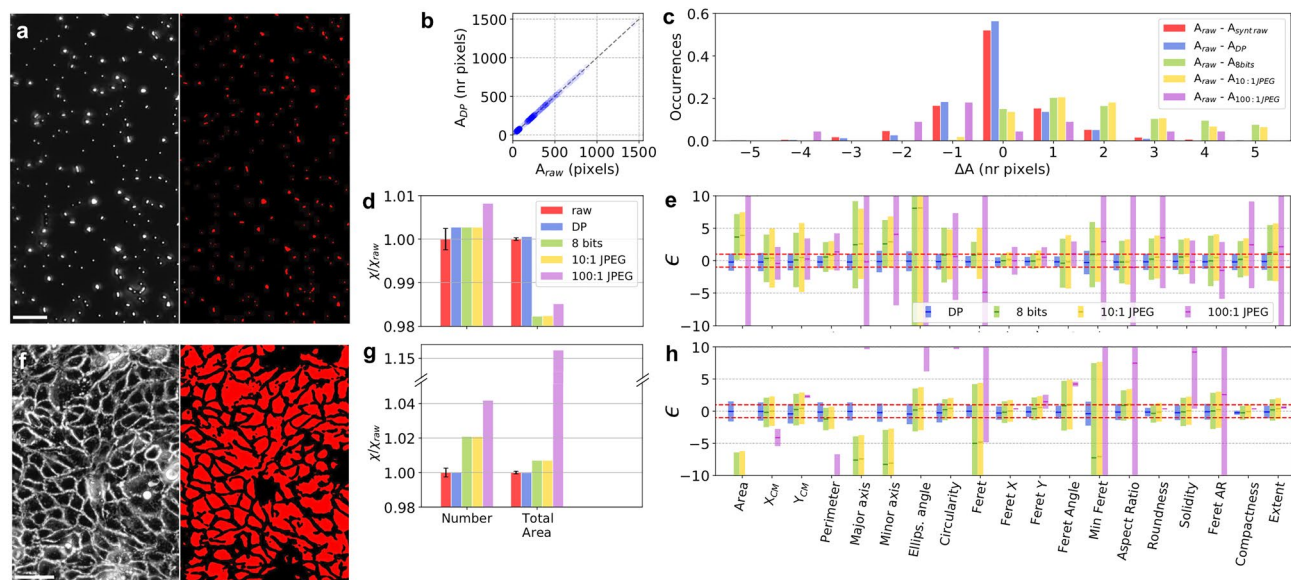 a
b
1500
1000
500
0
0 500 1000 1500
A_DP (nr pixels)
A_raw (pixels)
c
0.6
0.4
0.2
0.0
Occurrences
−5 −4 −3 −2 −1 0 1 2 3 4 5
ΔA (nr pixels)
A_raw - A_synt raw
A_raw - A_DP
A_raw - A_8bits
A_raw - A_10:1 JPEG
A_raw - A_100:1 JPEG
d
1.01
1.00
0.99
0.98
χ/χ_raw
raw
DP
8 bits
10:1 JPEG
100:1 JPEG
e
10
5
0
−5
−10
ϵ
DP 8 bits 10:1 JPEG 100:1 JPEG
f
g
1.15
1.04
1.02
1.00
0.98
χ/χ_raw
Number Total
Area
h
10
5
0
−5
−10
ϵ
Area
X_CM
Y_CM
Perimeter
Major axis
Minor axis
Ellips. angle
Circularity
Feret
Feret X
Feret Y
Feret Angle
Min Feret
Aspect Ratio
Roundness
Solidity
Feret AR
Compactness
Extent